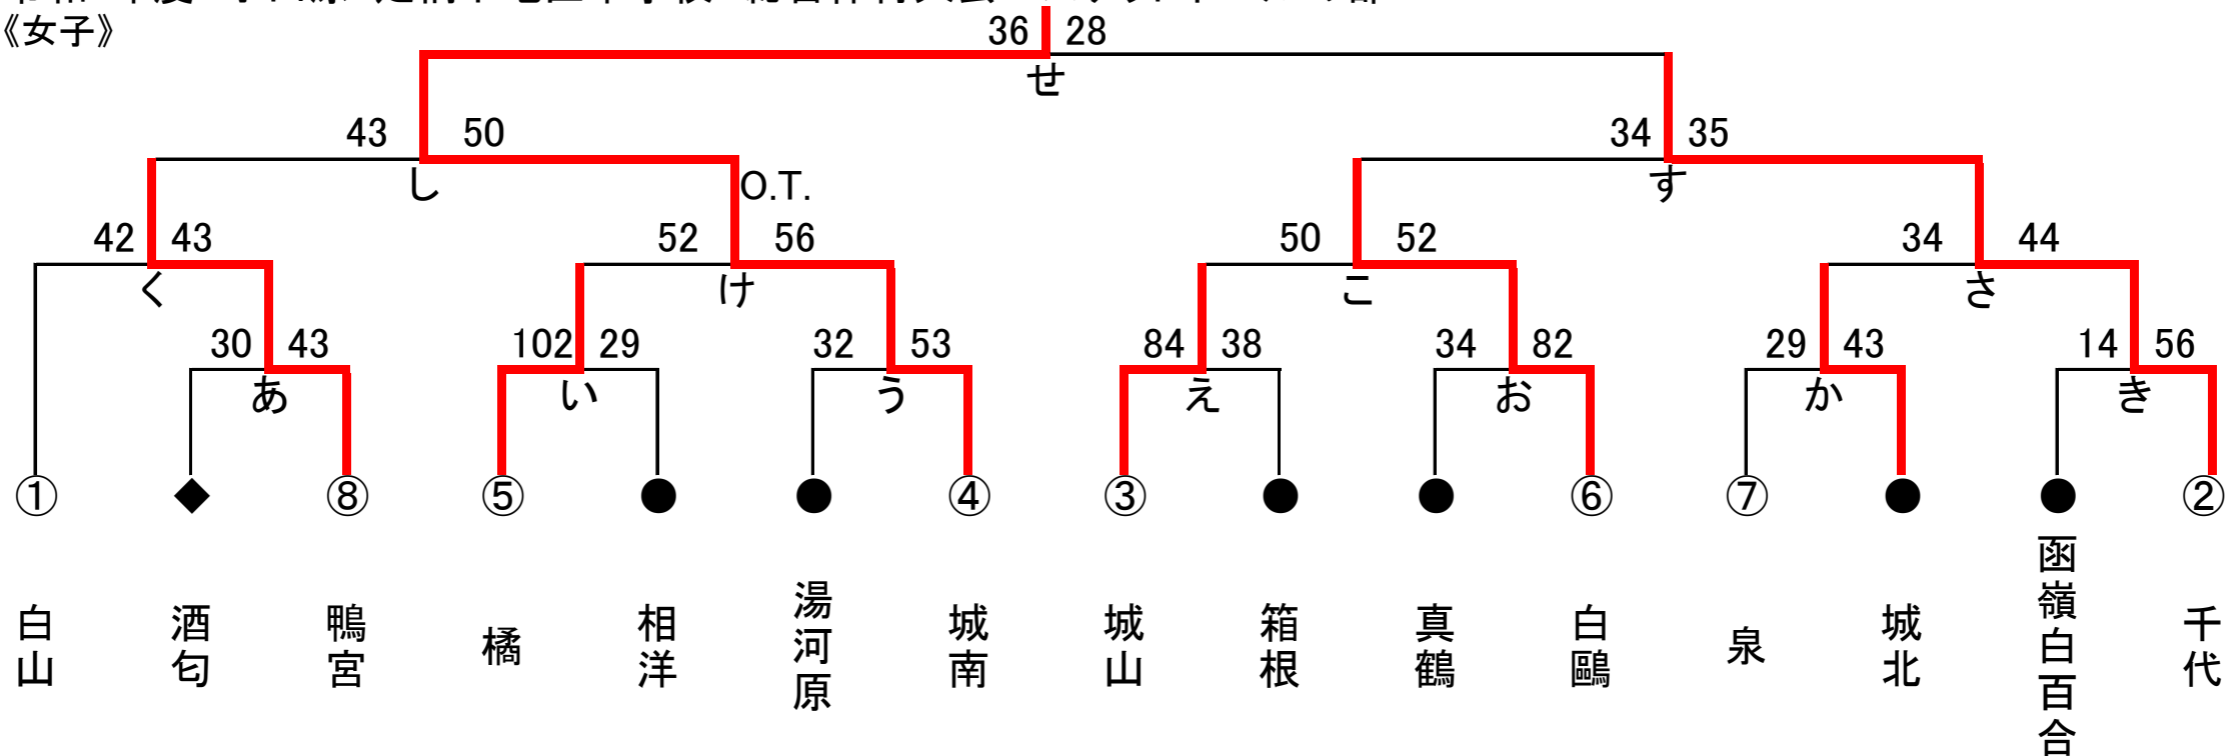 《女子》
36 28
せ
43 50 34 35
し O.T. す
42 43 52 56 50 52 34 44
く け こ さ
30 43 102 29 32 53 84 38 34 82 29 43 14 56
あ い う え お か き
① ◆ ⑧ ⑤ ● ● ④ ③ ● ● ⑥ ⑦ ● ● ②
白山
酒匂
鴨宮
橘
相洋
湯河原
城南
城山
箱根
真鶴
白鷗
泉
城北
函嶺白百合
千代